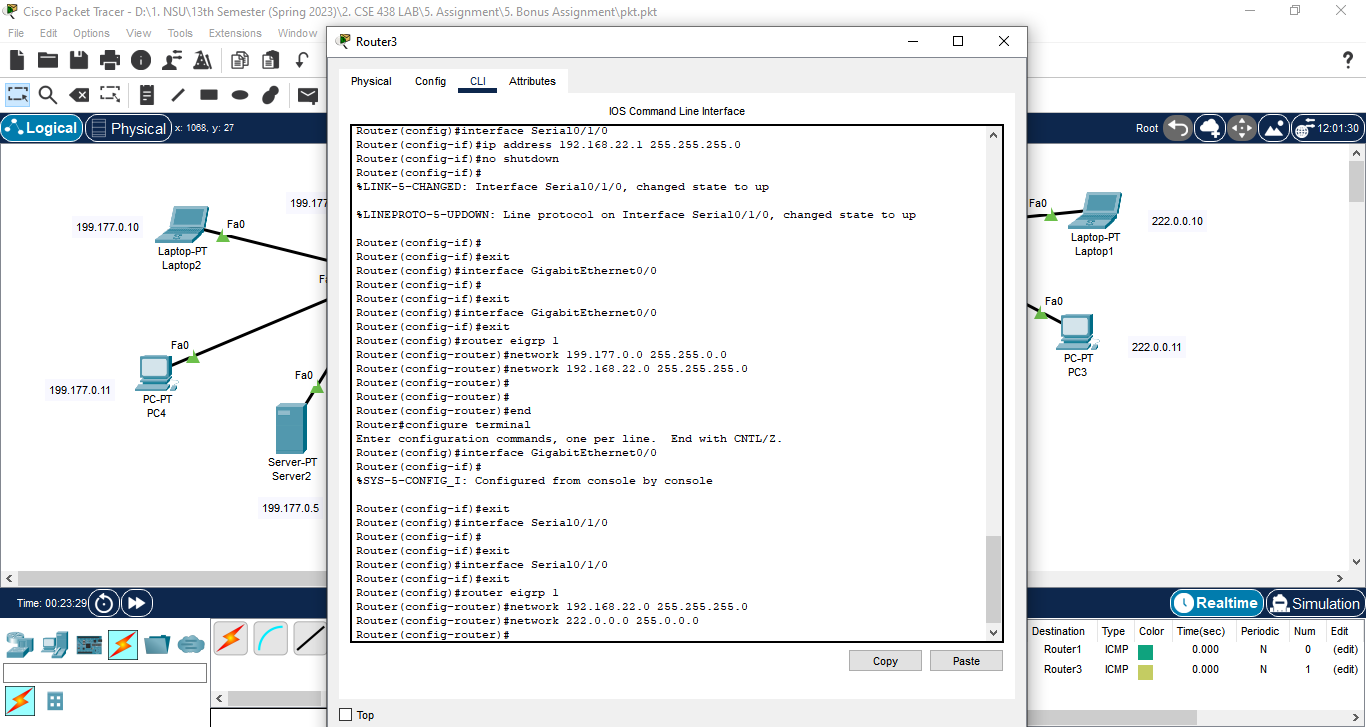 Cisco Packet Tracer - D:\1. NSU\13th Semester (Spring 2023)\2. CSE 438 LAB\5. Assignment\5. Bonus Assignment\pkt.pkt
File Edit Options View Tools Extensions Window
Router3
Physical Config CLI Attributes
IOS Command Line Interface
Logical Physical x: 1068, y: 27
Root 12:01:30
Router(config)#interface Serial0/1/0
Router(config-if)#ip address 192.168.22.1 255.255.255.0
Router(config-if)#no shutdown
Router(config-if)#
%LINK-5-CHANGED: Interface Serial0/1/0, changed state to up
%LINEPROTO-5-UPDOWN: Line protocol on Interface Serial0/1/0, changed state to up
Router(config-if)#
Router(config-if)#exit
Router(config)#interface GigabitEthernet0/0
Router(config-if)#
Router(config-if)#exit
Router(config)#interface GigabitEthernet0/0
Router(config-if)#exit
Router(config)#router eigrp 1
Router(config-router)#network 199.177.0.0 255.255.0.0
Router(config-router)#network 192.168.22.0 255.255.255.0
Router(config-router)#
Router(config-router)#
Router(config-router)#end
Router#configure terminal
Enter configuration commands, one per line. End with CNTL/Z.
Router(config)#interface GigabitEthernet0/0
Router(config-if)#
%SYS-5-CONFIG_I: Configured from console by console
Router(config-if)#exit
Router(config)#interface Serial0/1/0
Router(config-if)#
Router(config-if)#exit
Router(config)#interface Serial0/1/0
Router(config-if)#exit
Router(config)#router eigrp 1
Router(config-router)#network 192.168.22.0 255.255.255.0
Router(config-router)#network 222.0.0.0 255.0.0.0
Router(config-router)#
Copy Paste
Top
199.177
199.177.0.10
Fa0
Laptop-PT
Laptop2
Fa0
199.177.0.11
PC-PT
PC4
Fa0
Server-PT
Server2
199.177.0.5
Fa0
222.0.0.10
Laptop-PT
Laptop1
Fa0
222.0.0.11
PC-PT
PC3
Time: 00:23:29
Realtime Simulation
Destination Type Color Time(sec) Periodic Num Edit
Router1 ICMP 0.000 N 0 (edit)
Router3 ICMP 0.000 N 1 (edit)